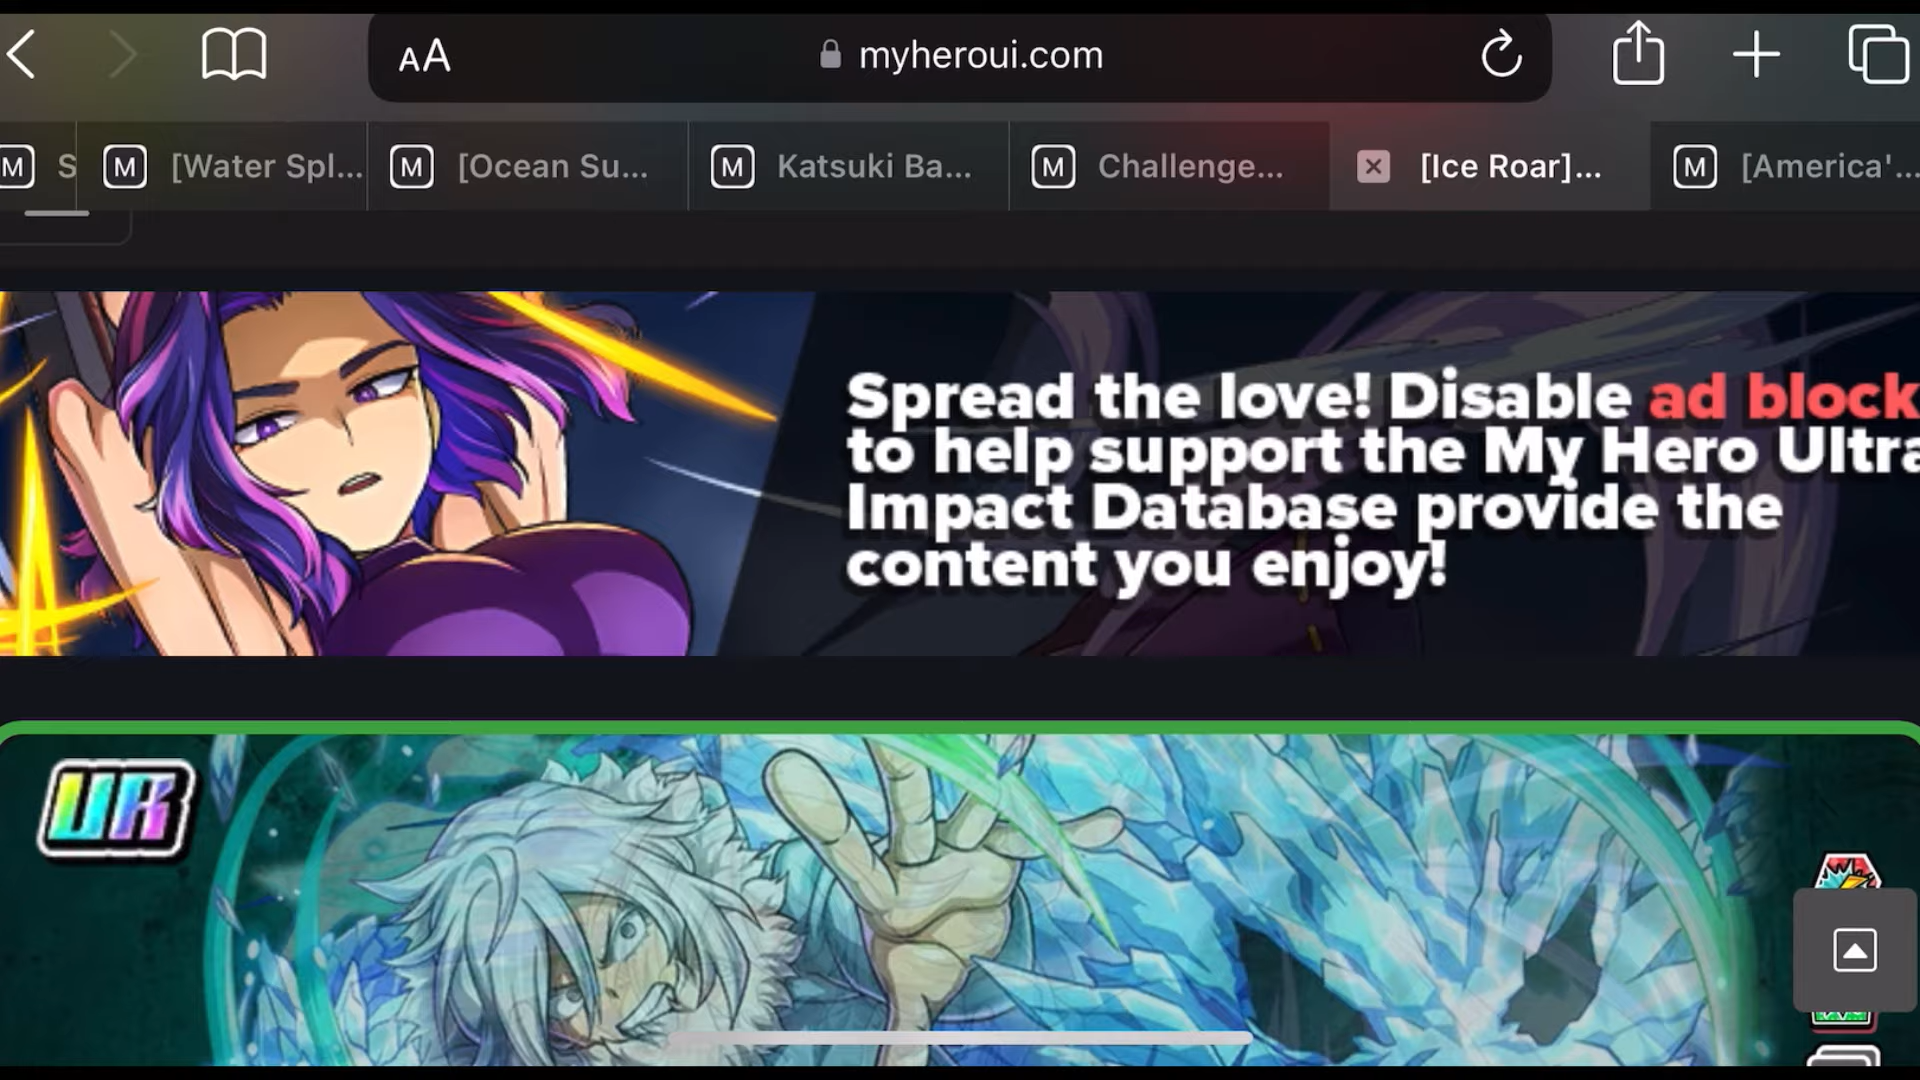 AA myheroui.com
M S M [Water Spl... M [Ocean Su... M Katsuki Ba... M Challenge... [Ice Roar]... M [America'...
Spread the love! Disable ad block
to help support the My Hero Ultra
Impact Database provide the
content you enjoy!
UR